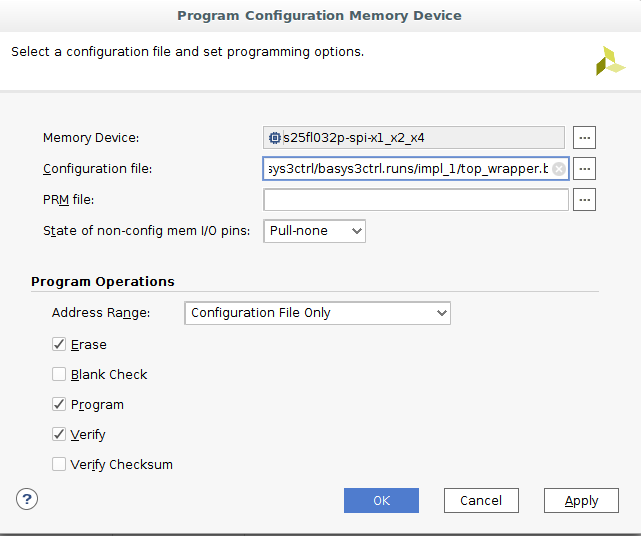 Program Configuration Memory Device
Select a configuration file and set programming options.
Memory Device: s25fl032p-spi-x1_x2_x4 ...
Configuration file: sys3ctrl/basys3ctrl.runs/impl_1/top_wrapper.b ...
PRM file: ...
State of non-config mem I/O pins: Pull-none
Program Operations
Address Range: Configuration File Only
Erase
Blank Check
Program
Verify
Verify Checksum
? OK Cancel Apply